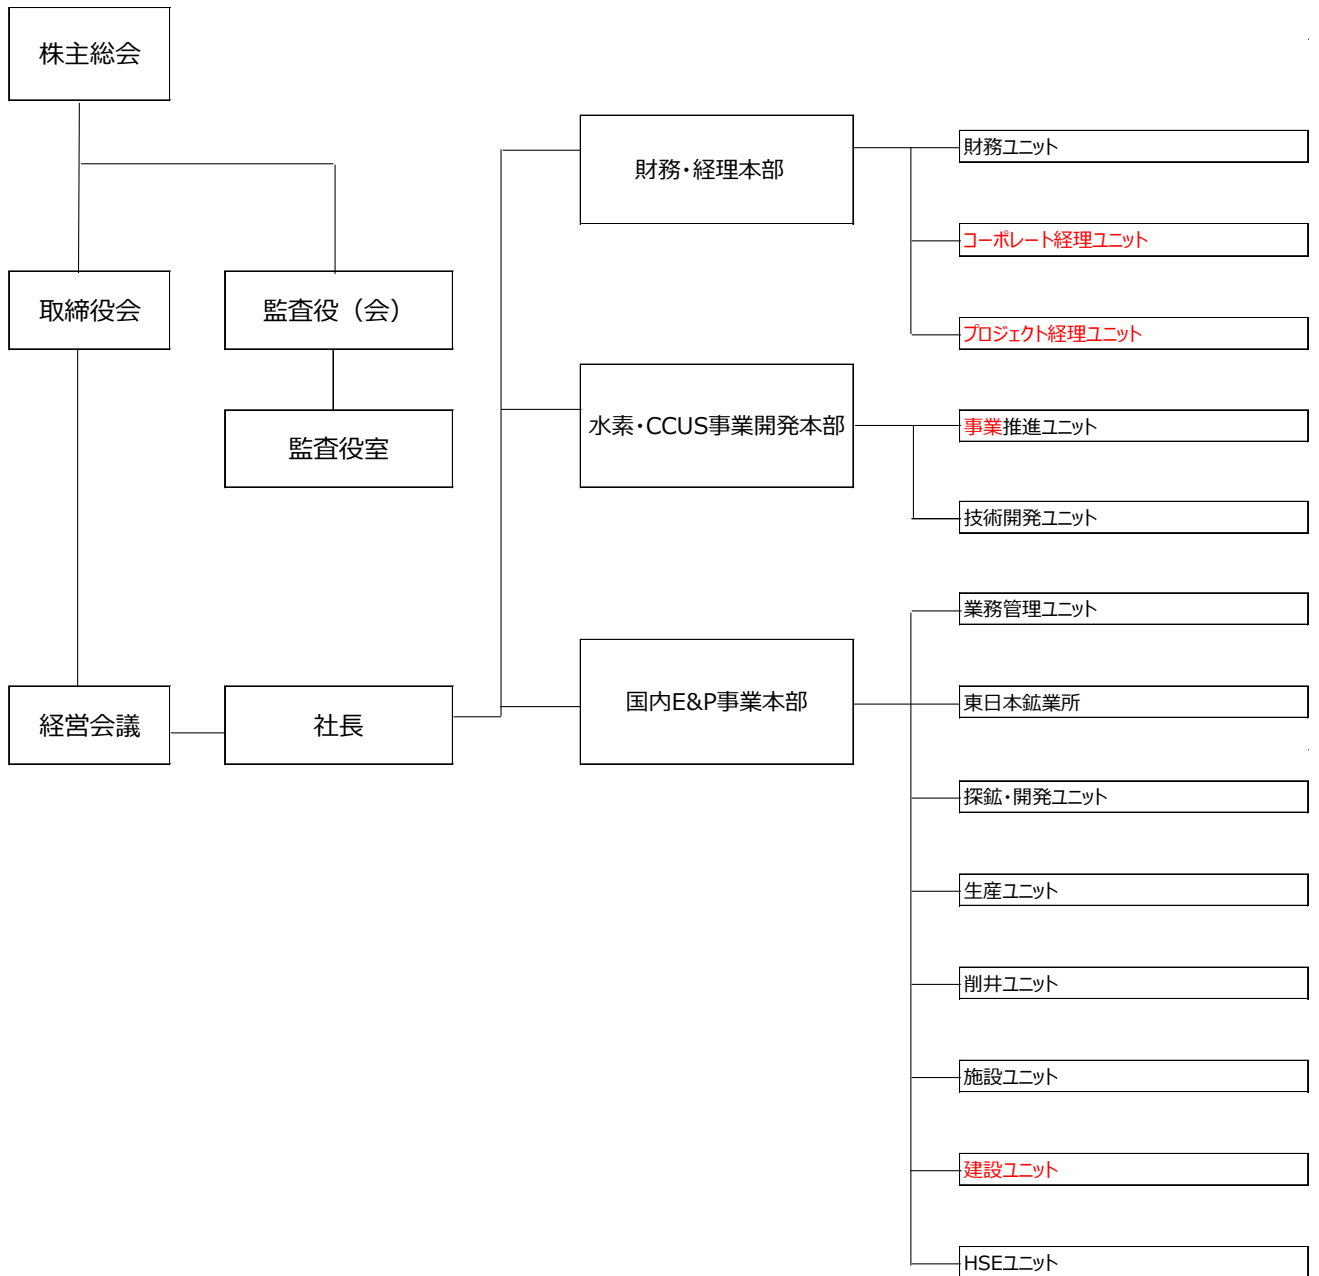 株主総会
取締役会
監査役（会）
監査役室
経営会議
社長
財務・経理本部
財務ユニット
コーポレート経理ユニット
プロジェクト経理ユニット
水素・CCUS事業開発本部
事業推進ユニット
技術開発ユニット
国内E&P事業本部
業務管理ユニット
東日本鉱業所
探鉱・開発ユニット
生産ユニット
削井ユニット
施設ユニット
建設ユニット
HSEユニット